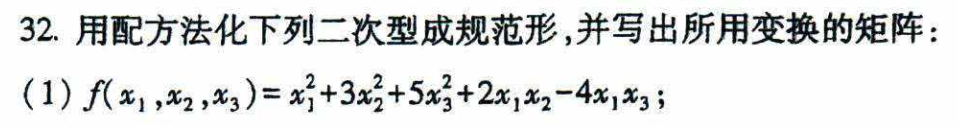 32. 用配方法化下列二次型成规范形,并写出所用变换的矩阵:
(1) f(x₁,x₂,x₃)=x₁²+3x₂²+5x₃²+2x₁x₂-4x₁x₃;